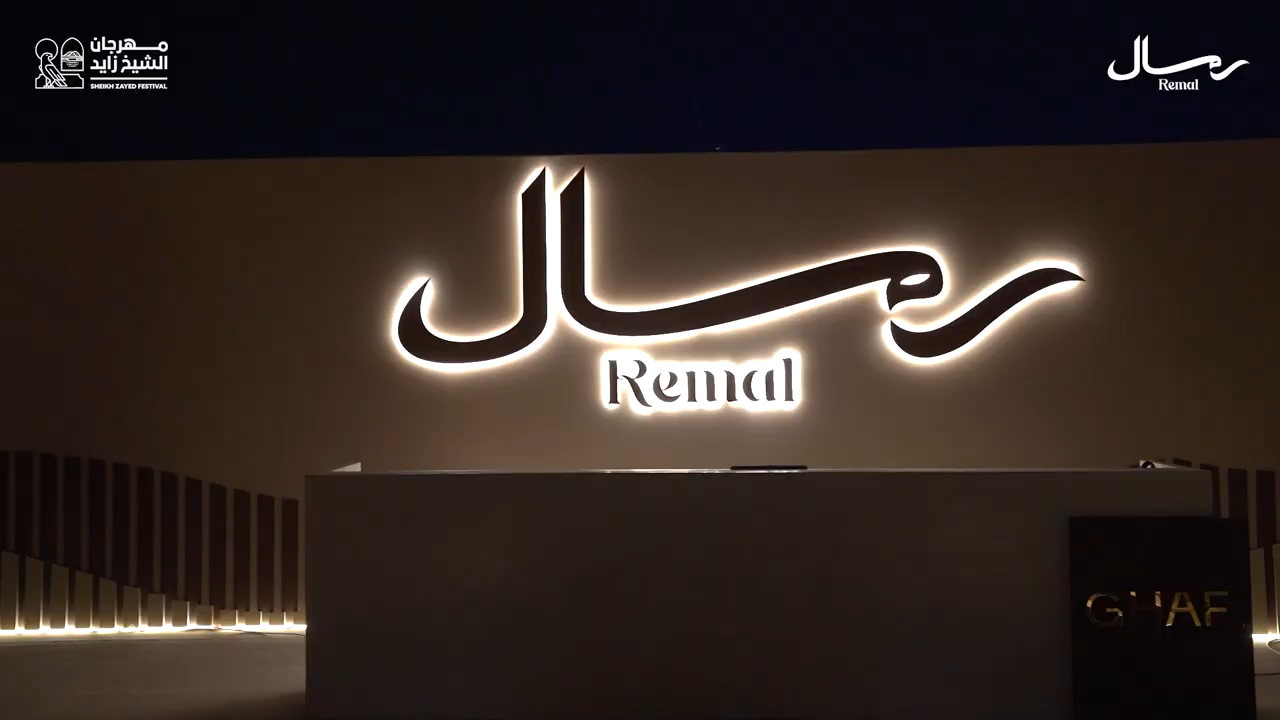 مهرجان
الشيخ زايد
SHEIKH ZAYED FESTIVAL
رمال
Remal
رمال
Remal
GHAF